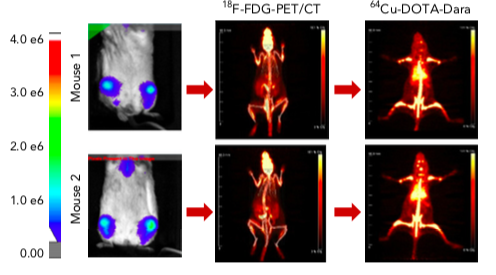 ¹⁸F-FDG-PET/CT
⁶⁴Cu-DOTA-Dara
4.0 e6
3.0 e6
2.0 e6
1.0 e6
0.00
Mouse 1
Mouse 2